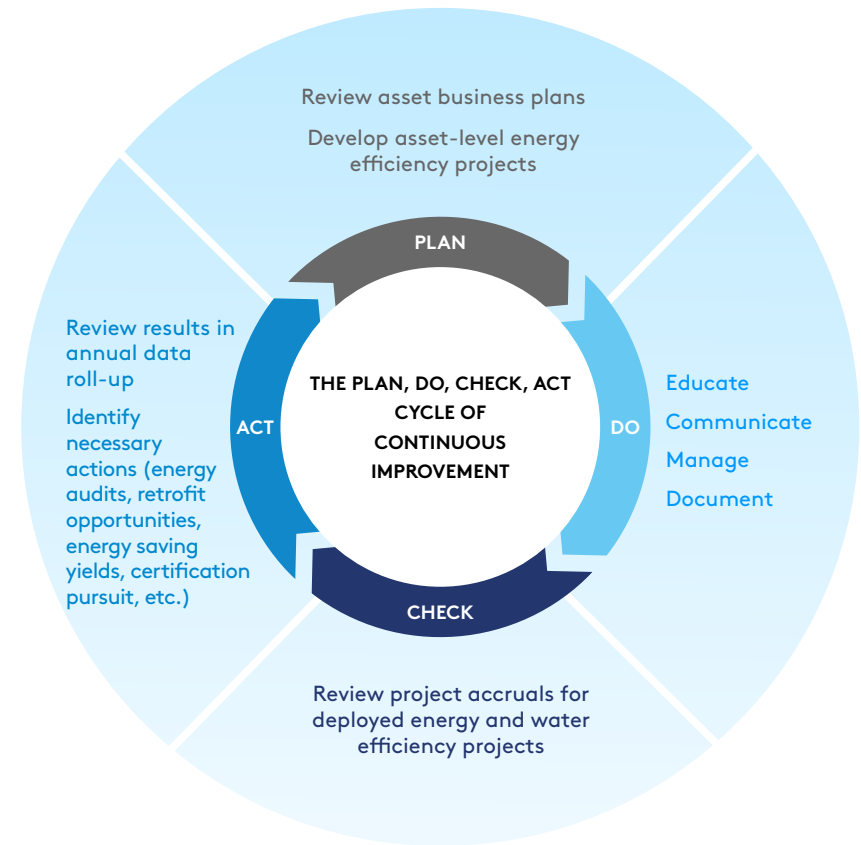 Review asset business plans
Develop asset-level energy
efficiency projects
PLAN
Review results in
annual data
roll-up
Identify
necessary
actions (energy
audits, retrofit
opportunities,
energy saving
yields, certification
pursuit, etc.)
ACT
THE PLAN, DO, CHECK, ACT
CYCLE OF
CONTINUOUS
IMPROVEMENT
DO
Educate
Communicate
Manage
Document
CHECK
Review project accruals for
deployed energy and water
efficiency projects